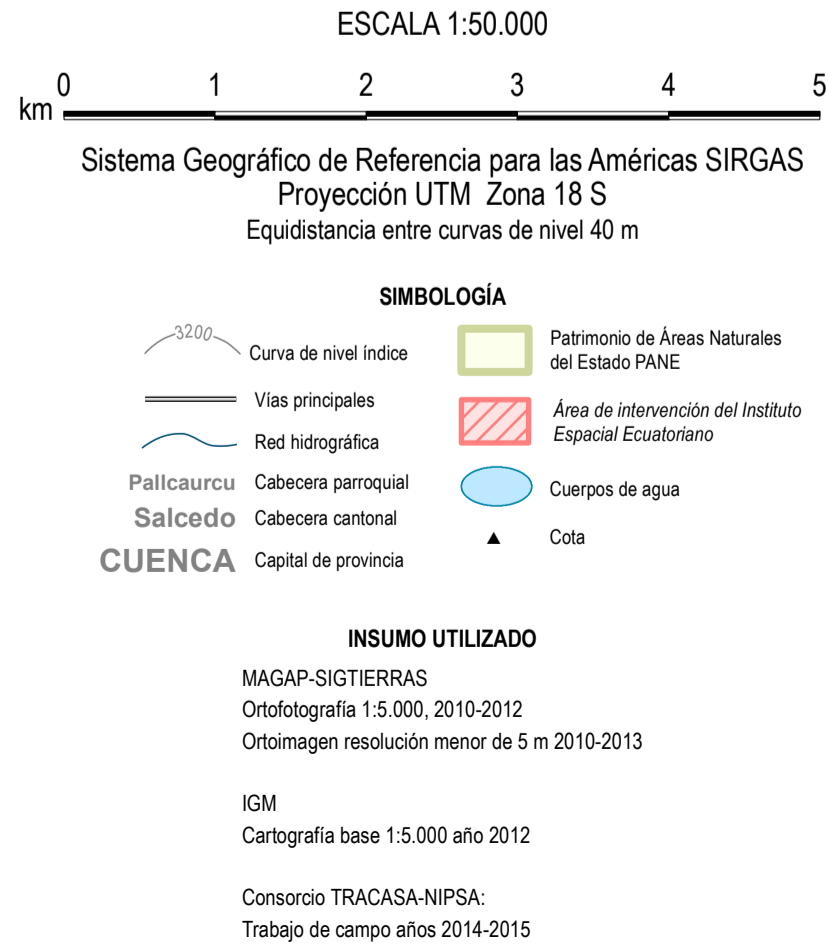 ESCALA 1:50.000
0 1 2 3 4 5
km
Sistema Geográfico de Referencia para las Américas SIRGAS
Proyección UTM Zona 18 S
Equidistancia entre curvas de nivel 40 m
SIMBOLOGÍA
3200
Curva de nivel índice
Vías principales
Red hidrográfica
Pallcaurcu Cabecera parroquial
Salcedo Cabecera cantonal
CUENCA Capital de provincia
Patrimonio de Áreas Naturales
del Estado PANE
Área de intervención del Instituto
Espacial Ecuatoriano
Cuerpos de agua
Cota
INSUMO UTILIZADO
MAGAP-SIGTIERRAS
Ortofotografía 1:5.000, 2010-2012
Ortoimagen resolución menor de 5 m 2010-2013
IGM
Cartografía base 1:5.000 año 2012
Consorcio TRACASA-NIPSA:
Trabajo de campo años 2014-2015